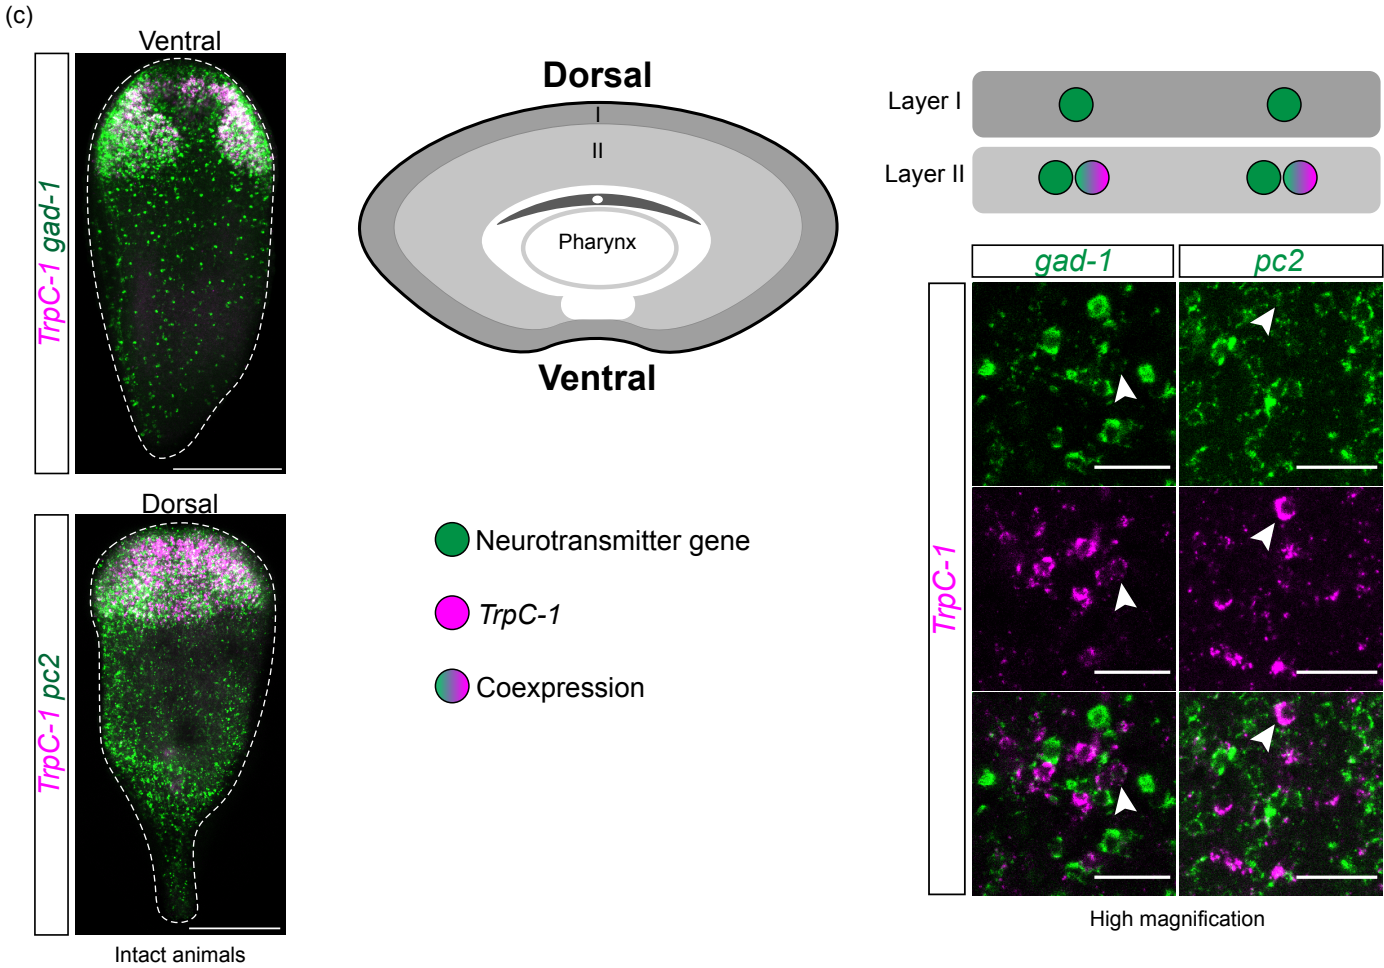 (c)
Ventral
TrpC-1 gad-1
Dorsal
TrpC-1 pc2
Intact animals
Dorsal
I
II
Pharynx
Ventral
Neurotransmitter gene
TrpC-1
Coexpression
Layer I
Layer II
gad-1
pc2
TrpC-1
High magnification